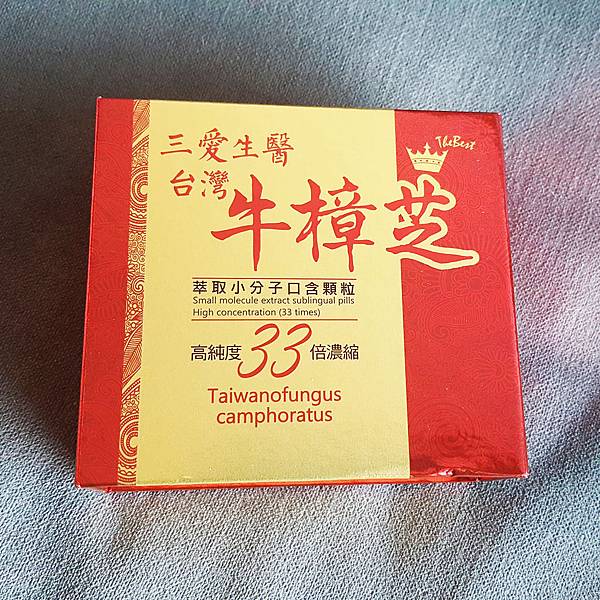 三愛生醫
台灣
牛樟芝
TheBest
萃取小分子口含顆粒
Small molecule extract sublingual pills
High concentration (33 times)
高純度33倍濃縮
Taiwanofungus
camphoratus